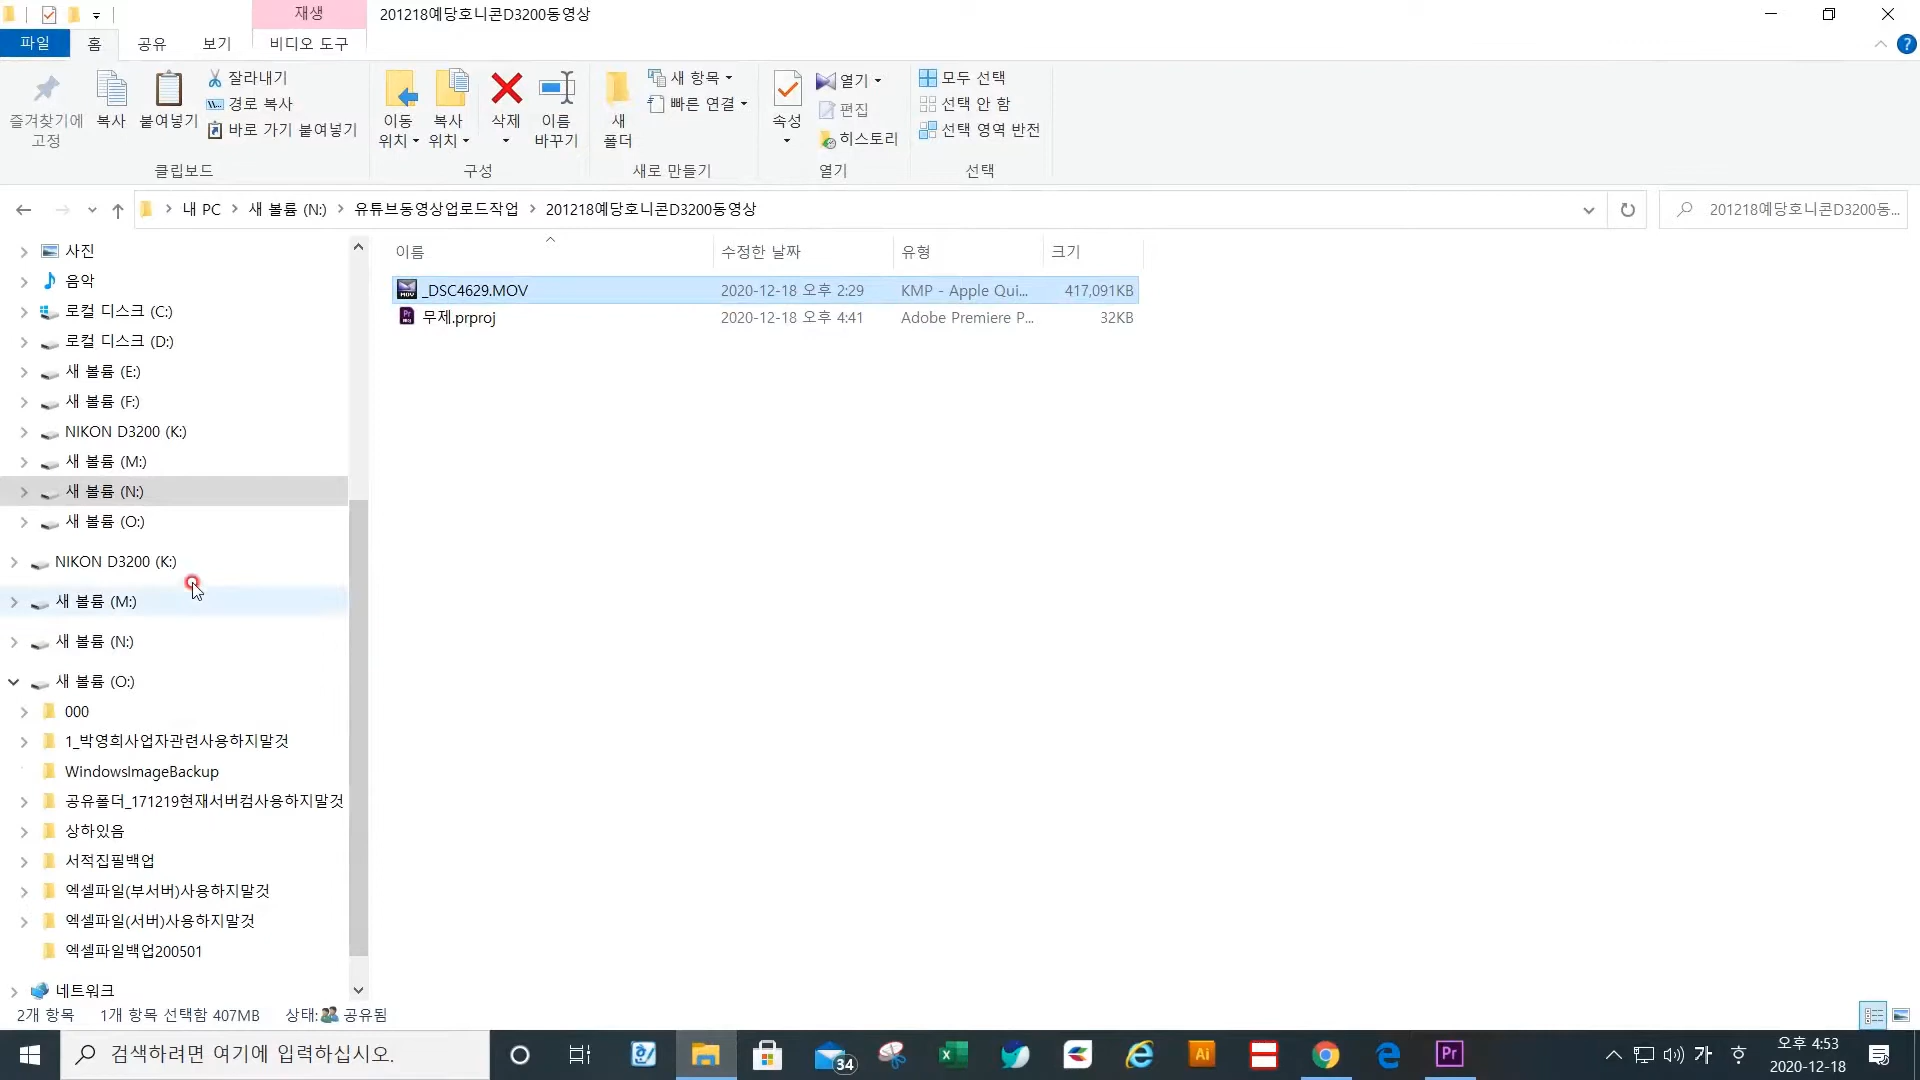 재생
201218예당호니콘D3200동영상
파일
홈
공유
보기
비디오 도구
즐겨찾기에
고정
복사
붙여넣기
잘라내기
경로 복사
바로 가기 붙여넣기
클립보드
이동
위치
복사
위치
삭제
이름
바꾸기
구성
새
폴더
새 항목
빠른 연결
새로 만들기
속성
열기
편집
히스토리
열기
모두 선택
선택 안 함
선택 영역 반전
선택
내 PC > 새 볼륨 (N:) > 유튜브동영상업로드작업 > 201218예당호니콘D3200동영상
201218예당호니콘D3200동...
이름 수정한 날짜 유형 크기
_DSC4629.MOV 2020-12-18 오후 2:29 KMP - Apple Qui... 417,091KB
무제.prproj 2020-12-18 오후 4:41 Adobe Premiere P... 32KB
사진
음악
로컬 디스크 (C:)
로컬 디스크 (D:)
새 볼륨 (E:)
새 볼륨 (F:)
NIKON D3200 (K:)
새 볼륨 (M:)
새 볼륨 (N:)
새 볼륨 (O:)
NIKON D3200 (K:)
새 볼륨 (M:)
새 볼륨 (N:)
새 볼륨 (O:)
000
1_박영희사업자관련사용하지말것
WindowsImageBackup
공유폴더_171219현재서버컴사용하지말것
상하있음
서적집필백업
엑셀파일(부서버)사용하지말것
엑셀파일(서버)사용하지말것
엑셀파일백업200501
네트워크
2개 항목 1개 항목 선택함 407MB 상태: 공유됨
검색하려면 여기에 입력하십시오.
34
Ai
Pr
가
오후 4:53
2020-12-18